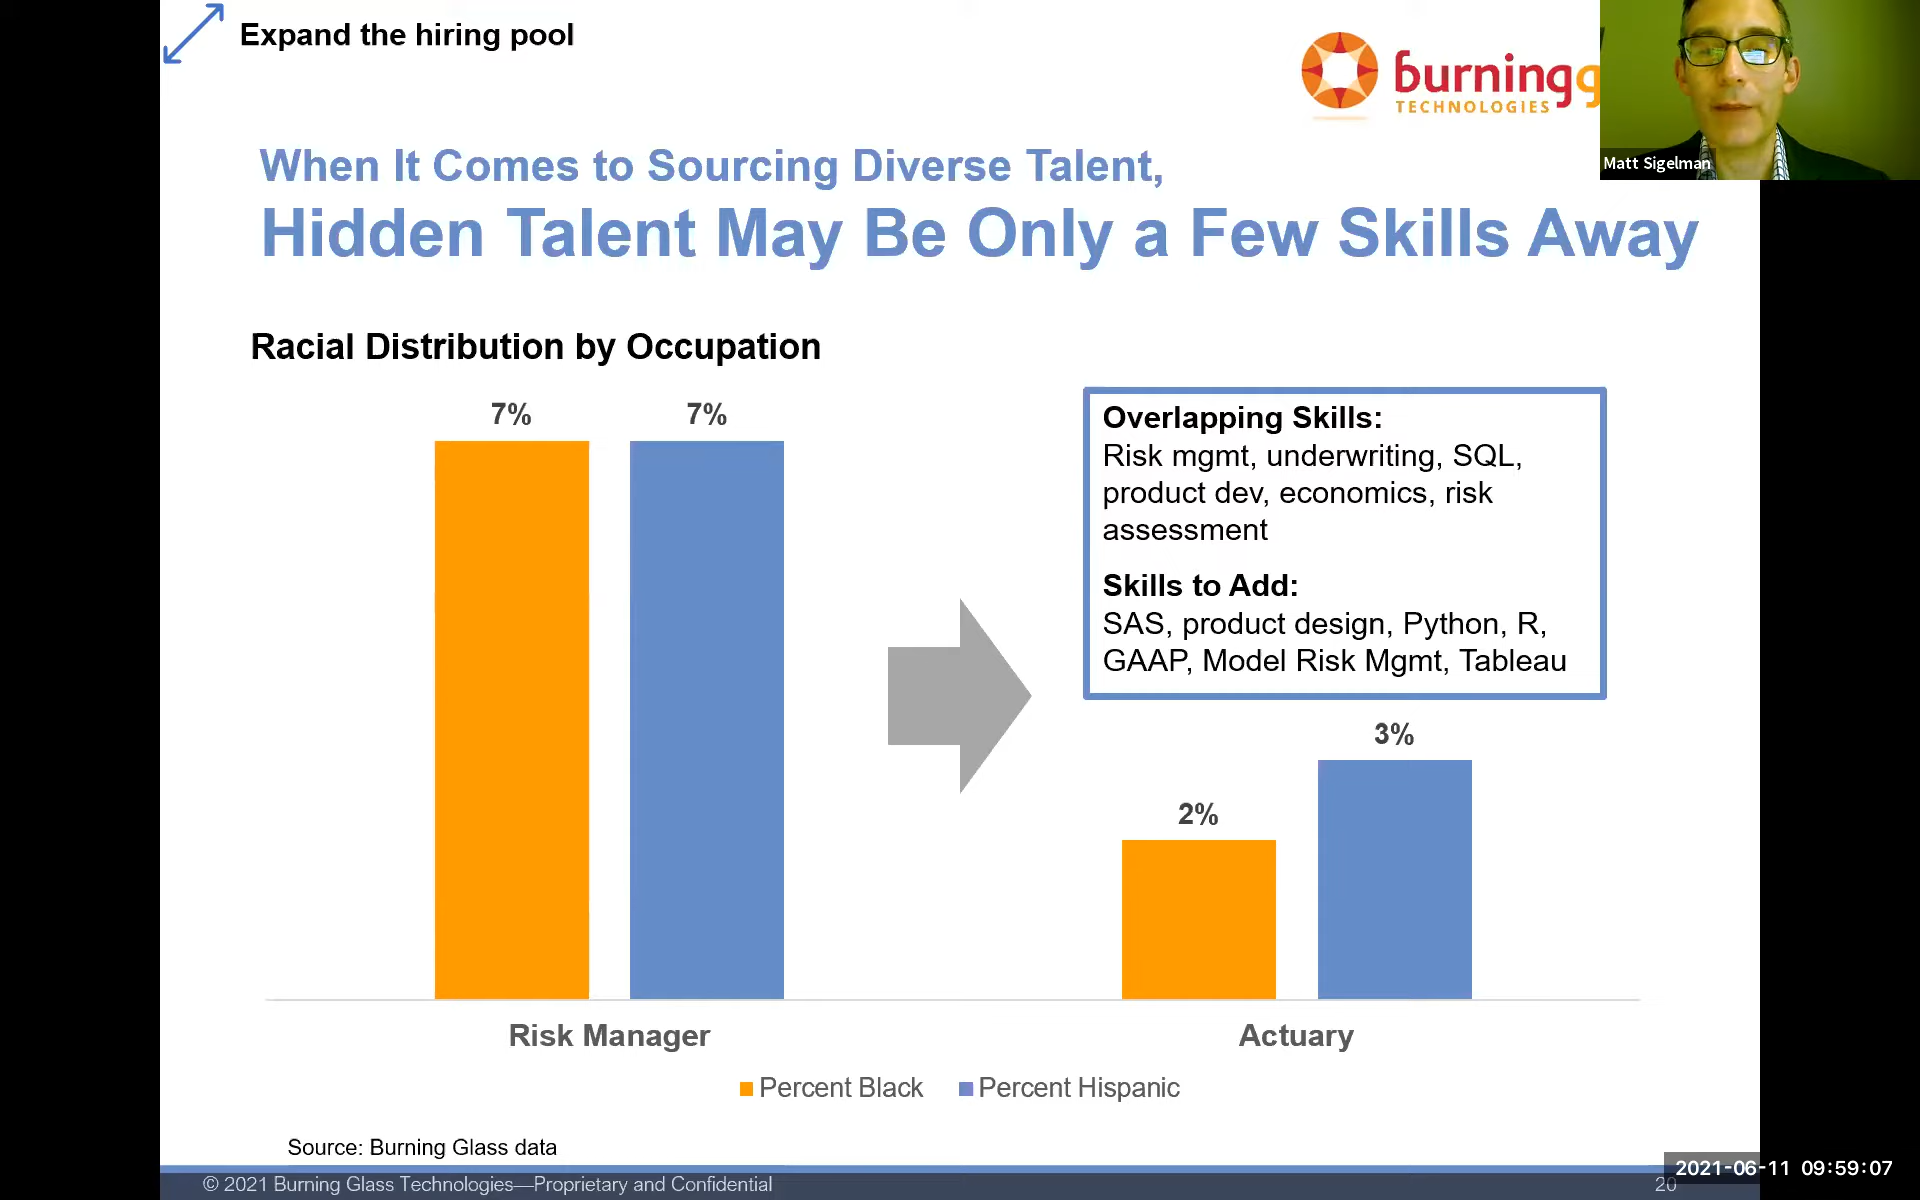 Expand the hiring pool
burningg
TECHNOLOGIES
Matt Sigelman
When It Comes to Sourcing Diverse Talent,
Hidden Talent May Be Only a Few Skills Away
Racial Distribution by Occupation
7%
7%
Overlapping Skills:
Risk mgmt, underwriting, SQL,
product dev, economics, risk
assessment
Skills to Add:
SAS, product design, Python, R,
GAAP, Model Risk Mgmt, Tableau
3%
2%
Risk Manager
Actuary
Percent Black
Percent Hispanic
Source: Burning Glass data
2021-06-11 09:59:07
© 2021 Burning Glass Technologies—Proprietary and Confidential
20